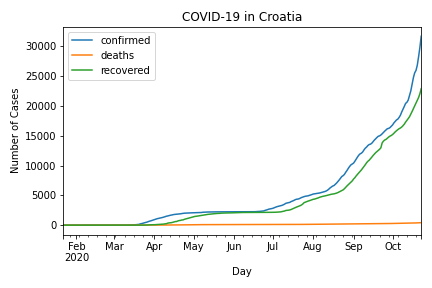 COVID-19 in Croatia
confirmed
deaths
recovered
Number of Cases
30000
25000
20000
15000
10000
5000
0
Feb Mar Apr May Jun Jul Aug Sep Oct
2020
Day